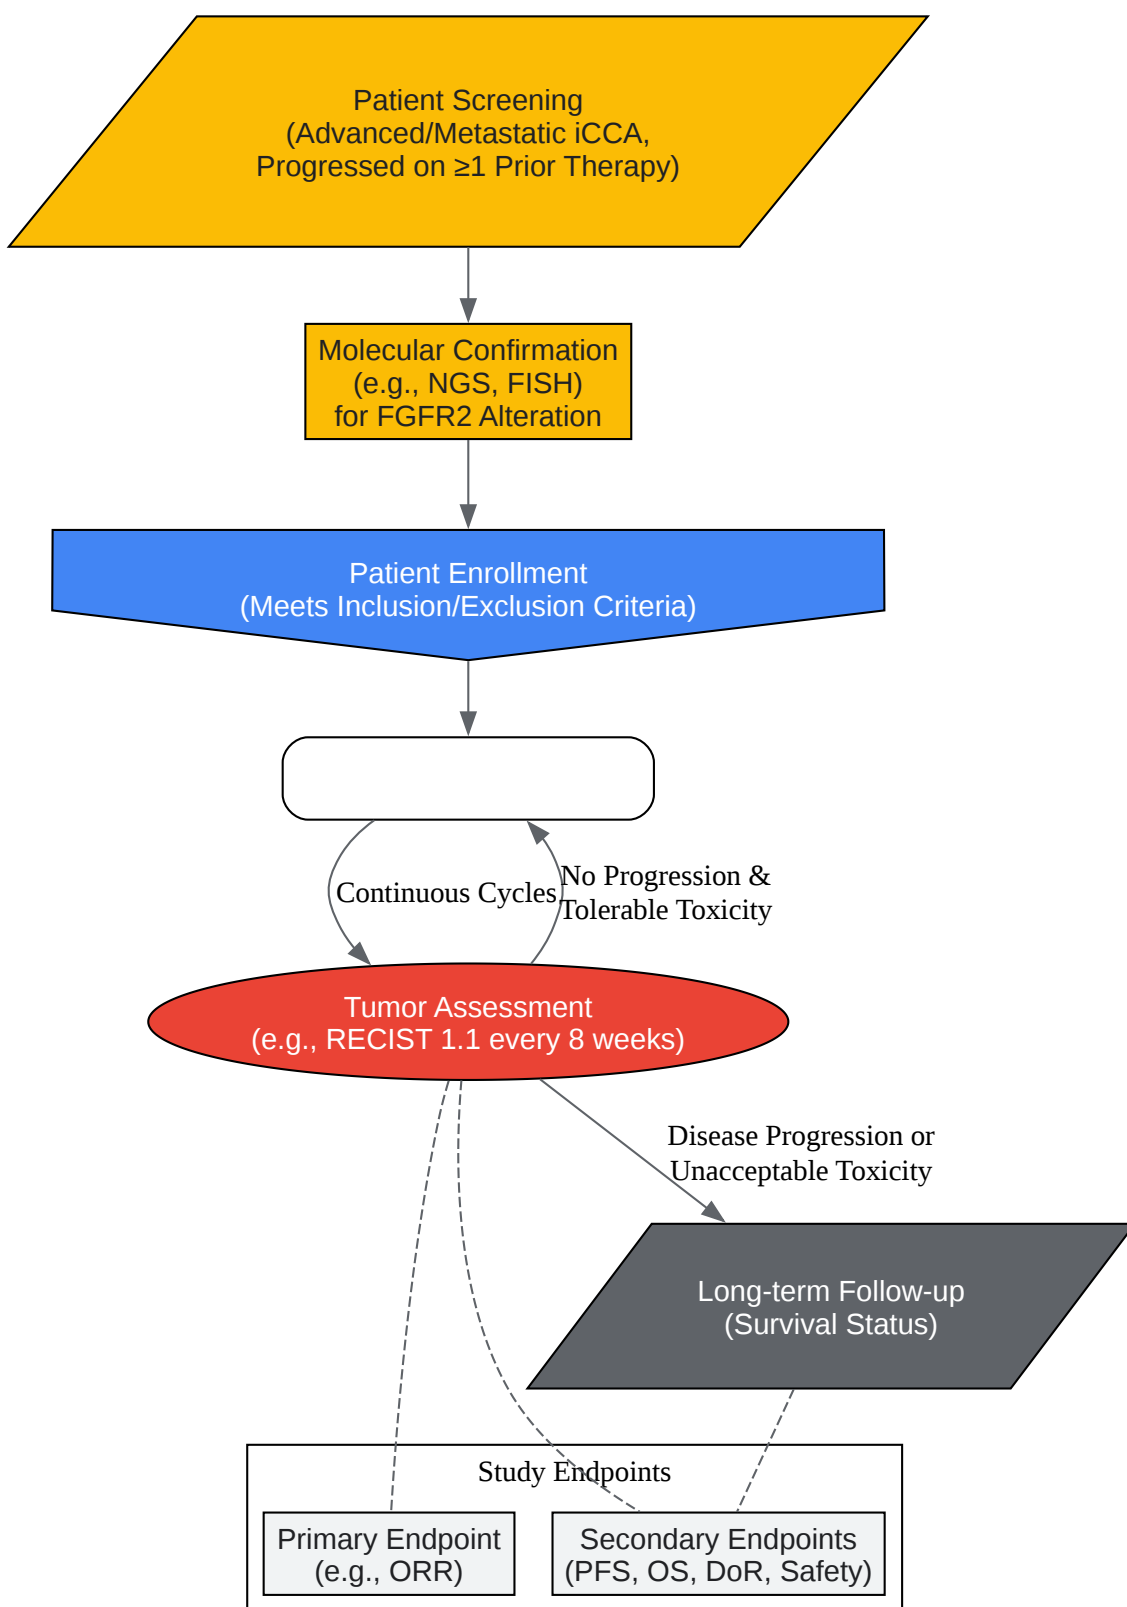 Patient Screening
(Advanced/Metastatic iCCA,
Progressed on ≥1 Prior Therapy)
Molecular Confirmation
(e.g., NGS, FISH)
for FGFR2 Alteration
Patient Enrollment
(Meets Inclusion/Exclusion Criteria)
Continuous Cycles
No Progression &
Tolerable Toxicity
Tumor Assessment
(e.g., RECIST 1.1 every 8 weeks)
Disease Progression or
Unacceptable Toxicity
Long-term Follow-up
(Survival Status)
Study Endpoints
Primary Endpoint
(e.g., ORR)
Secondary Endpoints
(PFS, OS, DoR, Safety)